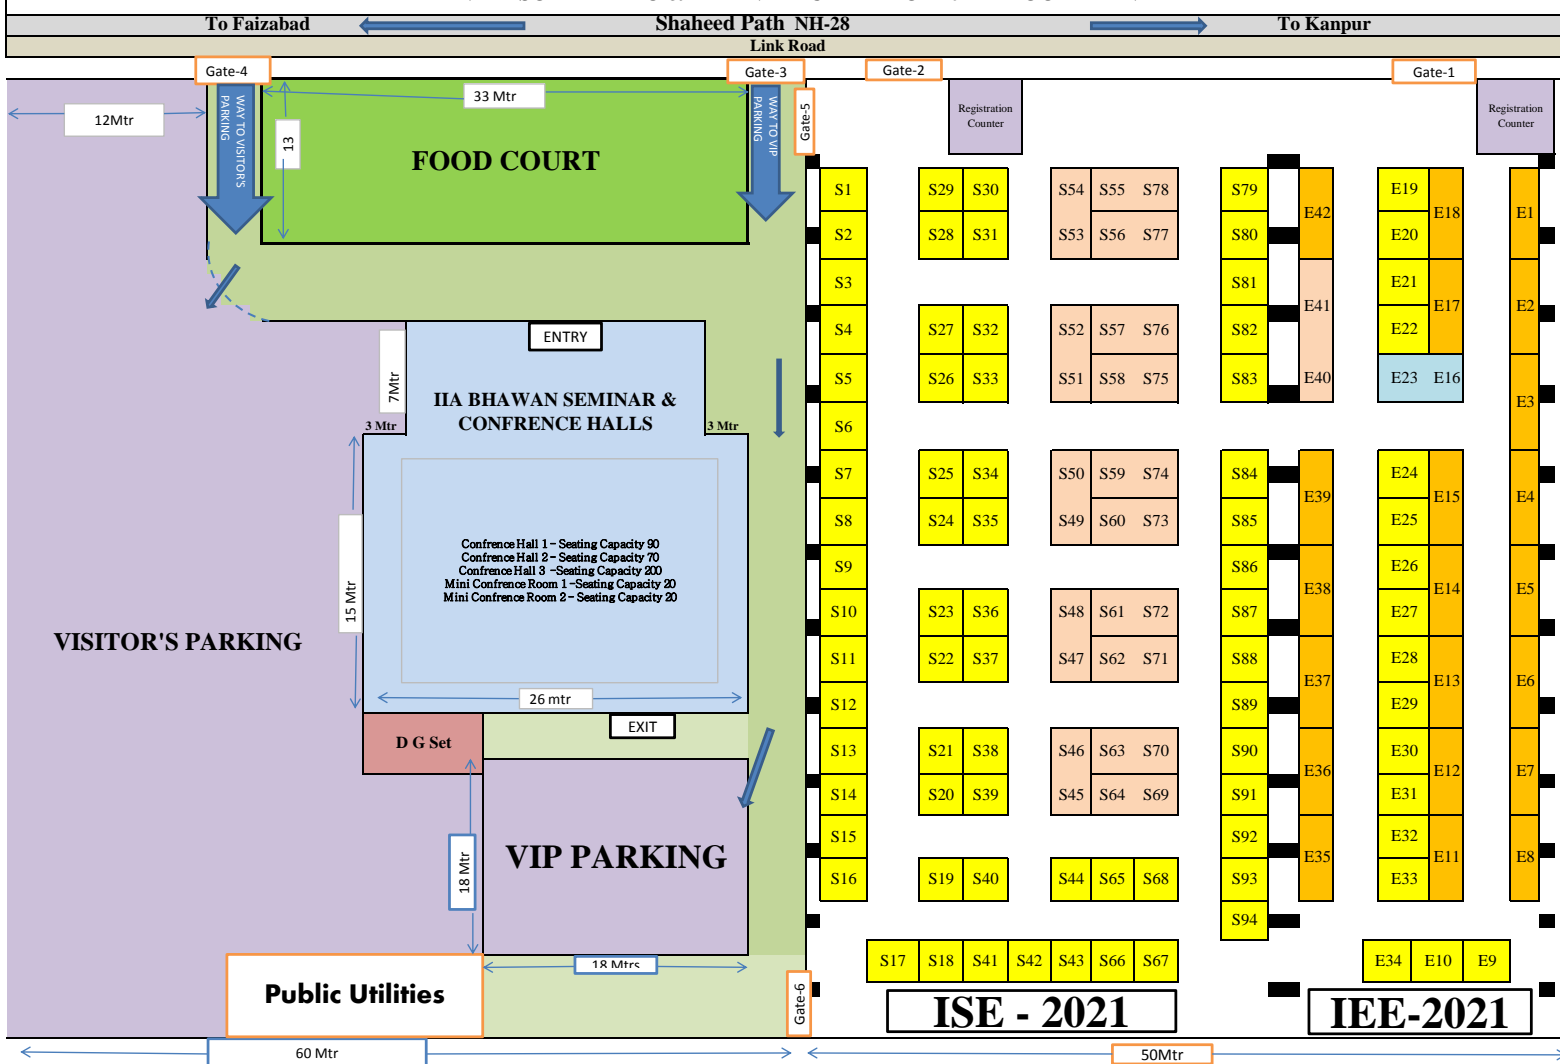 To Faizabad Shaheed Path NH-28 To Kanpur
Link Road
Gate-4 Gate-3 Gate-2 Gate-1
12Mtr
WAY TO VISITOR'S
PARKING
33 Mtr
13
FOOD COURT
WAY TO VIP
PARKING
Gate-5
Registration
Counter
Registration
Counter
ENTRY
7Mtr
IIA BHAWAN SEMINAR &
CONFRENCE HALLS
3 Mtr 3 Mtr
Confrence Hall 1 - Seating Capacity 90
Confrence Hall 2 - Seating Capacity 70
Confrence Hall 3 -Seating Capacity 200
Mini Confrence Room 1 -Seating Capacity 20
Mini Confrence Room 2 - Seating Capacity 20
15 Mtr
VISITOR'S PARKING
26 mtr
D G Set
EXIT
VIP PARKING
18 Mtr
18 Mtrs
Public Utilities
Gate-6
S1 S29 S30 S54 S55 S78 S79 E42 E19 E18 E1
S2 S28 S31 S53 S56 S77 S80 E20
S3 S81 E41 E21 E17 E2
S4 S27 S32 S52 S57 S76 S82 E22
S5 S26 S33 S51 S58 S75 S83 E40 E23 E16 E3
S6
S7 S25 S34 S50 S59 S74 S84 E39 E24 E15 E4
S8 S24 S35 S49 S60 S73 S85 E25
S9 S86 E38 E26 E14 E5
S10 S23 S36 S48 S61 S72 S87 E27
S11 S22 S37 S47 S62 S71 S88 E37 E28 E13 E6
S12 S89 E29
S13 S21 S38 S46 S63 S70 S90 E36 E30 E12 E7
S14 S20 S39 S45 S64 S69 S91 E31
S15 S92 E35 E32 E11 E8
S16 S19 S40 S44 S65 S68 S93 E33
S94
S17 S18 S41 S42 S43 S66 S67 E34 E10 E9
ISE - 2021 IEE-2021
60 Mtr 50Mtr